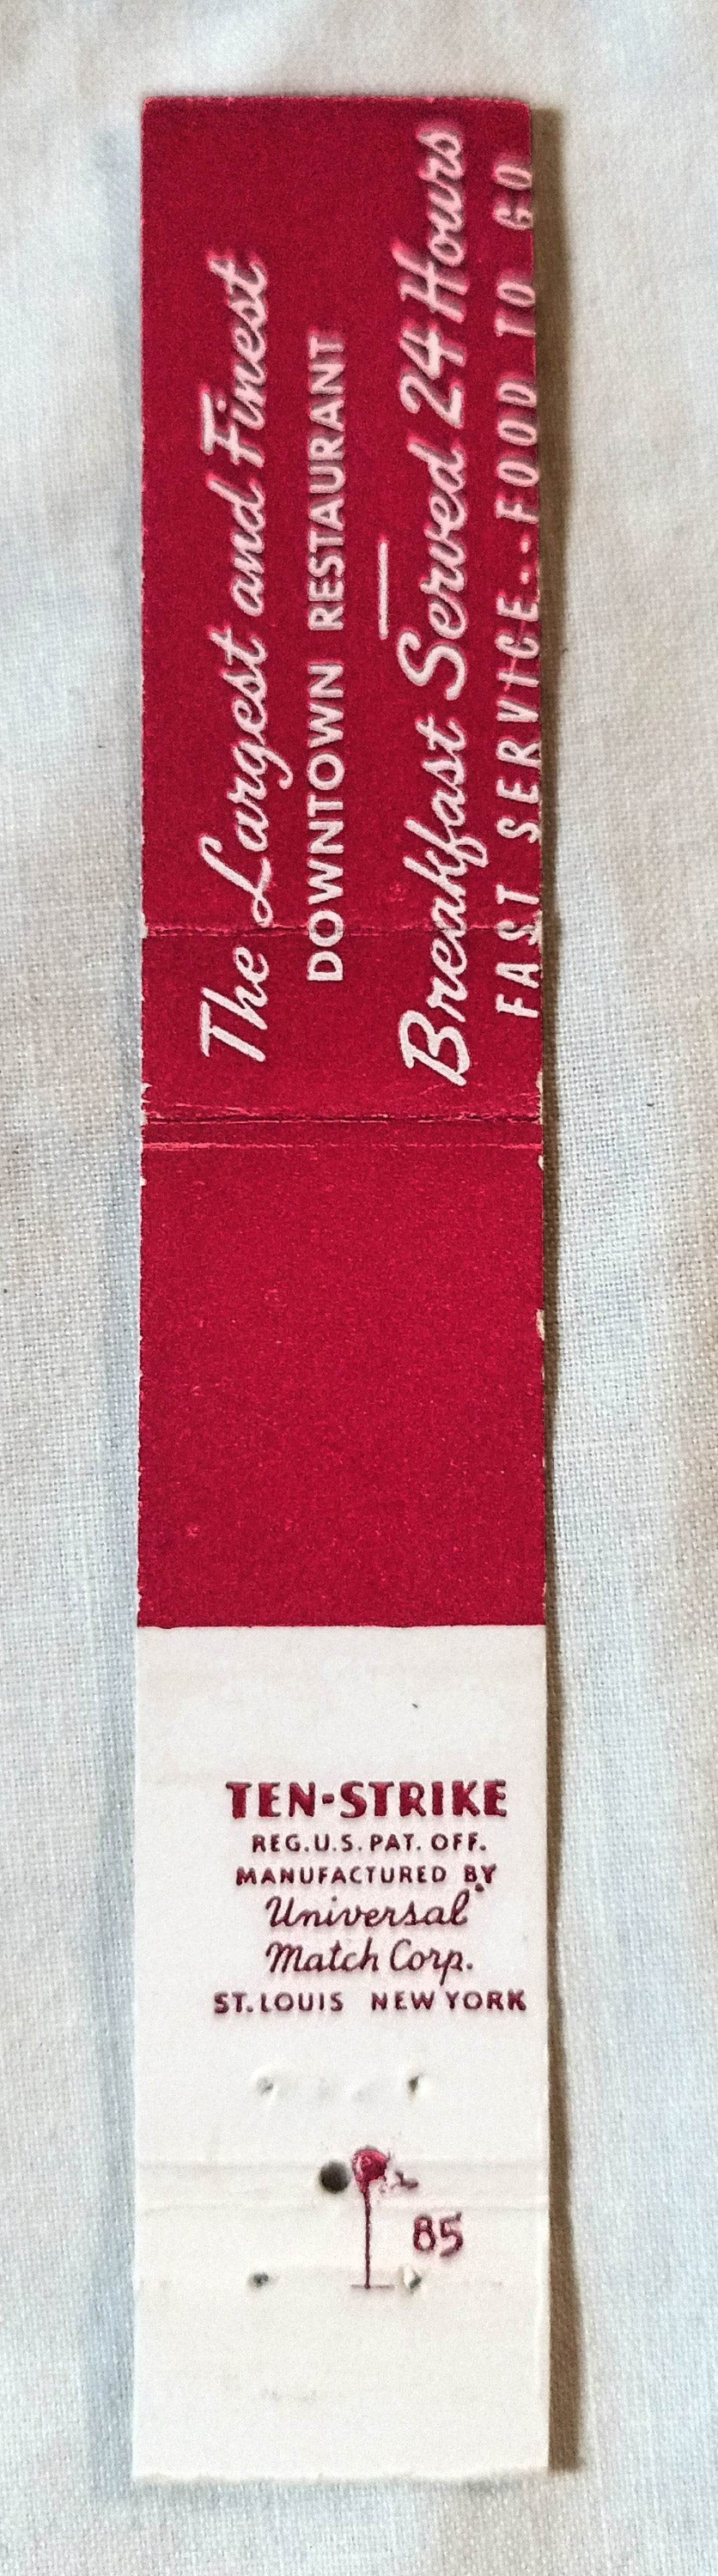 The Largest and Finest
DOWNTOWN RESTAURANT
Breakfast Served 24 Hours
FAST SERVICE..FOOD TO GO
TEN-STRIKE
REG.U.S.PAT. OFF.
MANUFACTURED BY
Universal
Match Corp.
ST.LOUIS NEW YORK
85